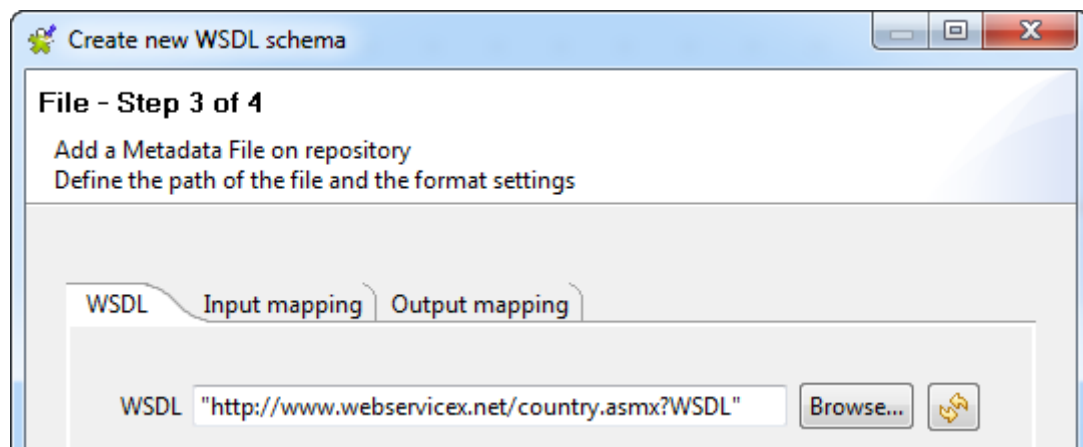 Create new WSDL schema
File - Step 3 of 4
Add a Metadata File on repository
Define the path of the file and the format settings
WSDL Input mapping Output mapping
WSDL "http://www.webservicex.net/country.asmx?WSDL" Browse...